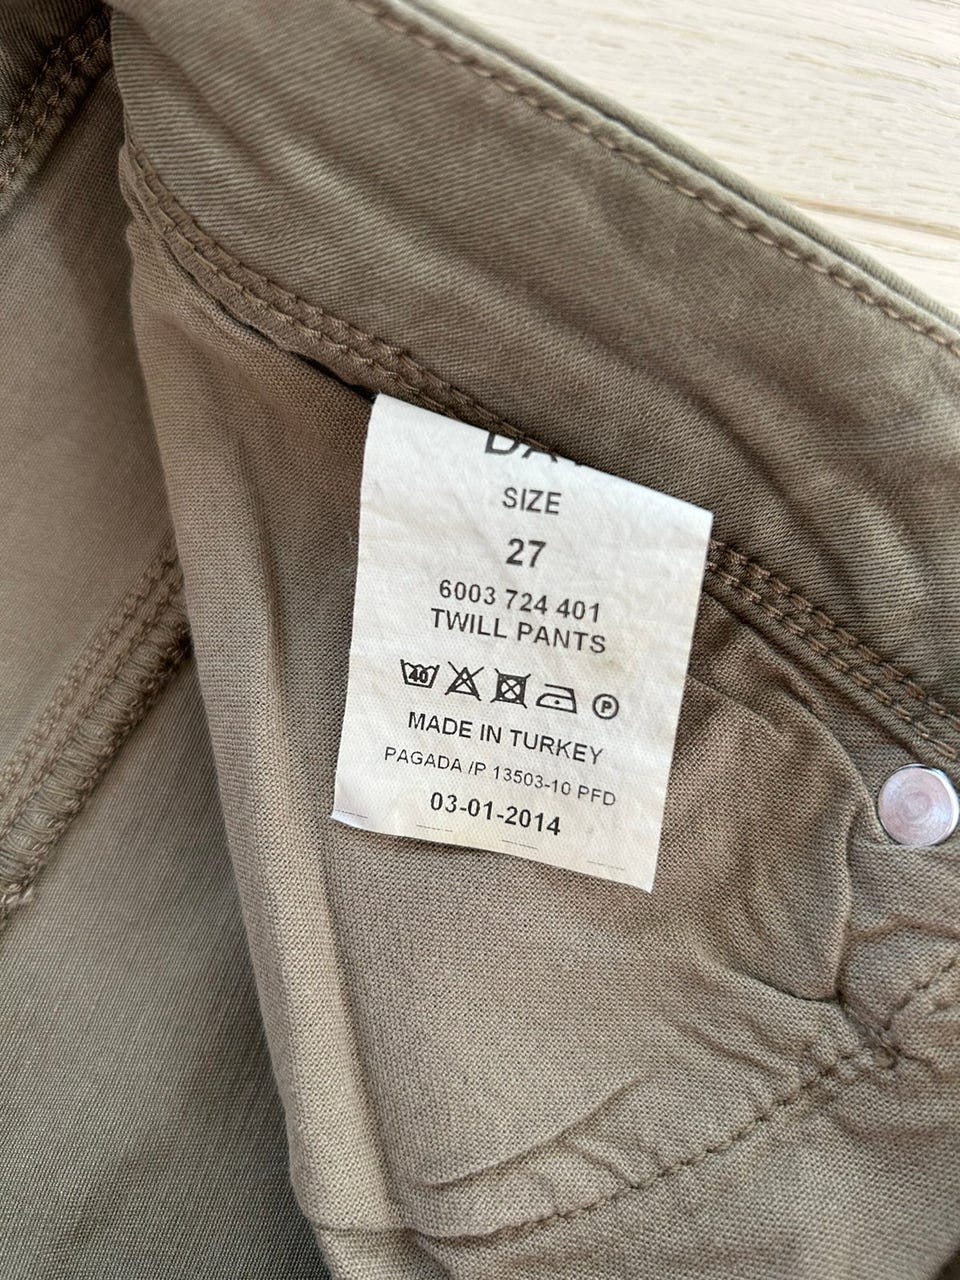 SIZE
27
6003 724 401
TWILL PANTS
40 P
MADE IN TURKEY
PAGADA /P 13503-10 PFD
03-01-2014